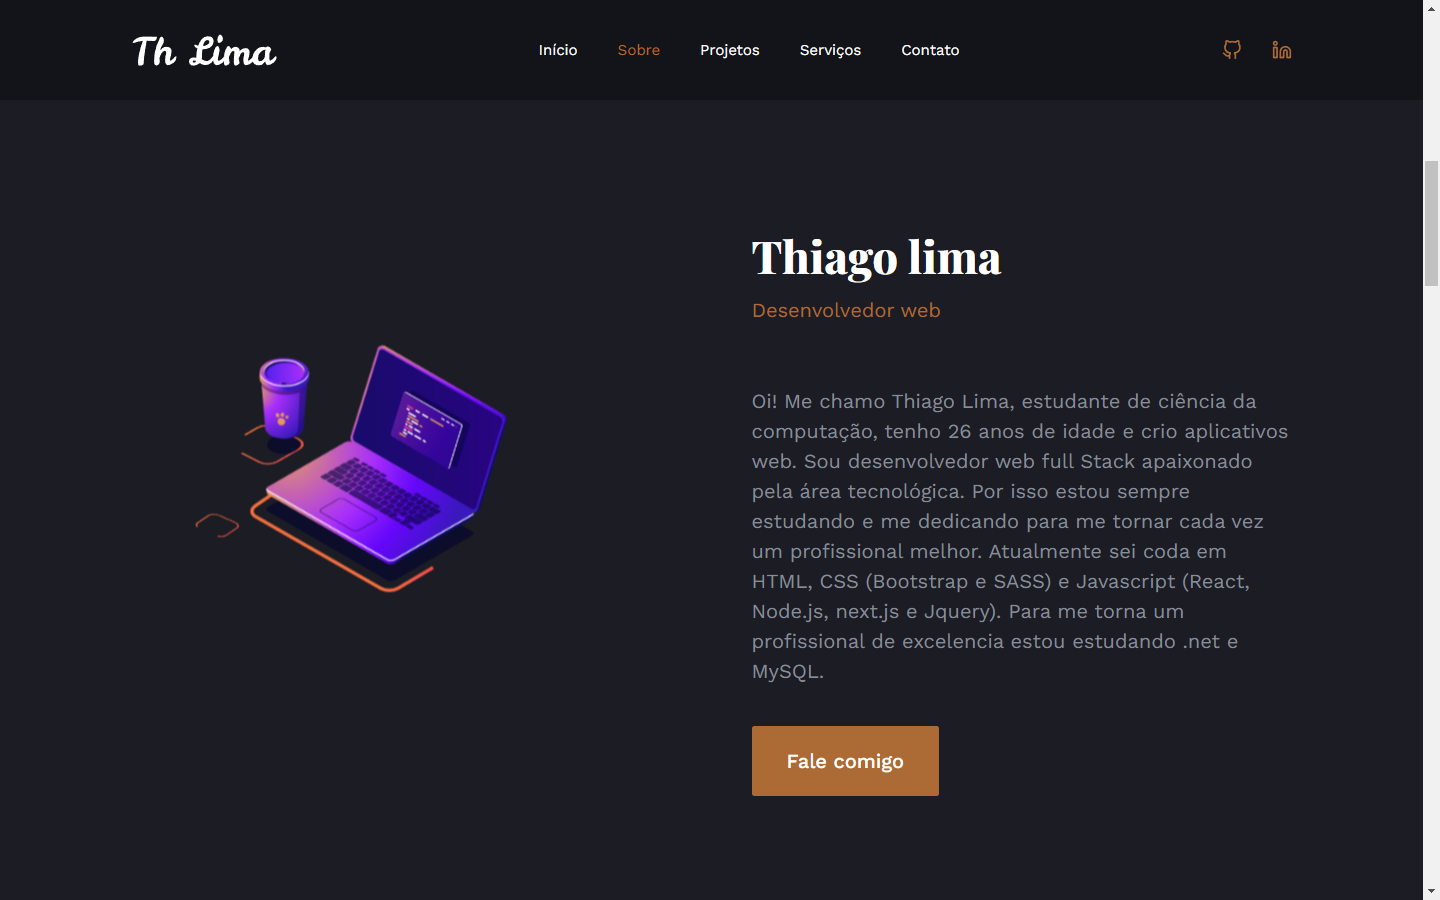 Th Lima
Início
Sobre
Projetos
Serviços
Contato
Thiago lima
Desenvolvedor web
Oi! Me chamo Thiago Lima, estudante de ciência da
computação, tenho 26 anos de idade e crio aplicativos
web. Sou desenvolvedor web full Stack apaixonado
pela área tecnológica. Por isso estou sempre
estudando e me dedicando para me tornar cada vez
um profissional melhor. Atualmente sei coda em
HTML, CSS (Bootstrap e SASS) e Javascript (React,
Node.js, next.js e Jquery). Para me torna um
profissional de excelencia estou estudando .net e
MySQL.
Fale comigo